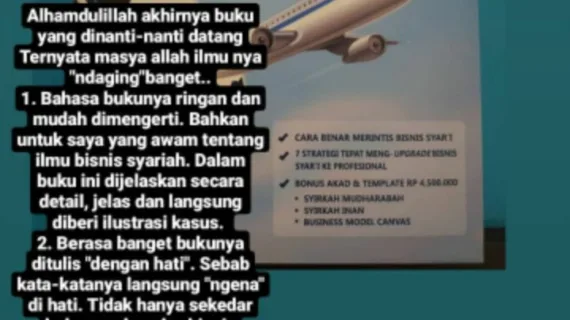 Alhamdulillah akhirnya buku
yang dinanti-nanti datang
Ternyata masya allah ilmu nya
"ndaging"banget..
1. Bahasa bukunya ringan dan
mudah dimengerti. Bahkan
untuk saya yang awam tentang
ilmu bisnis syariah. Dalam
buku ini dijelaskan secara
detail, jelas dan langsung
diberi ilustrasi kasus.
2. Berasa banget bukunya
ditulis "dengan hati". Sebab
kata-katanya langsung "ngena"
di hati. Tidak hanya sekedar
CARA BENAR MERINTIS BISNIS SYAR'I
7 STRATEGI TEPAT MENG-UPGRADE BISNIS
SYAR'I KE PROFESIONAL
BONUS AKAD & TEMPLATE RP 4.500.000
• SYIRKAH MUDHARABAH
• SYIRKAH INAN
• BUSINESS MODEL CANVAS